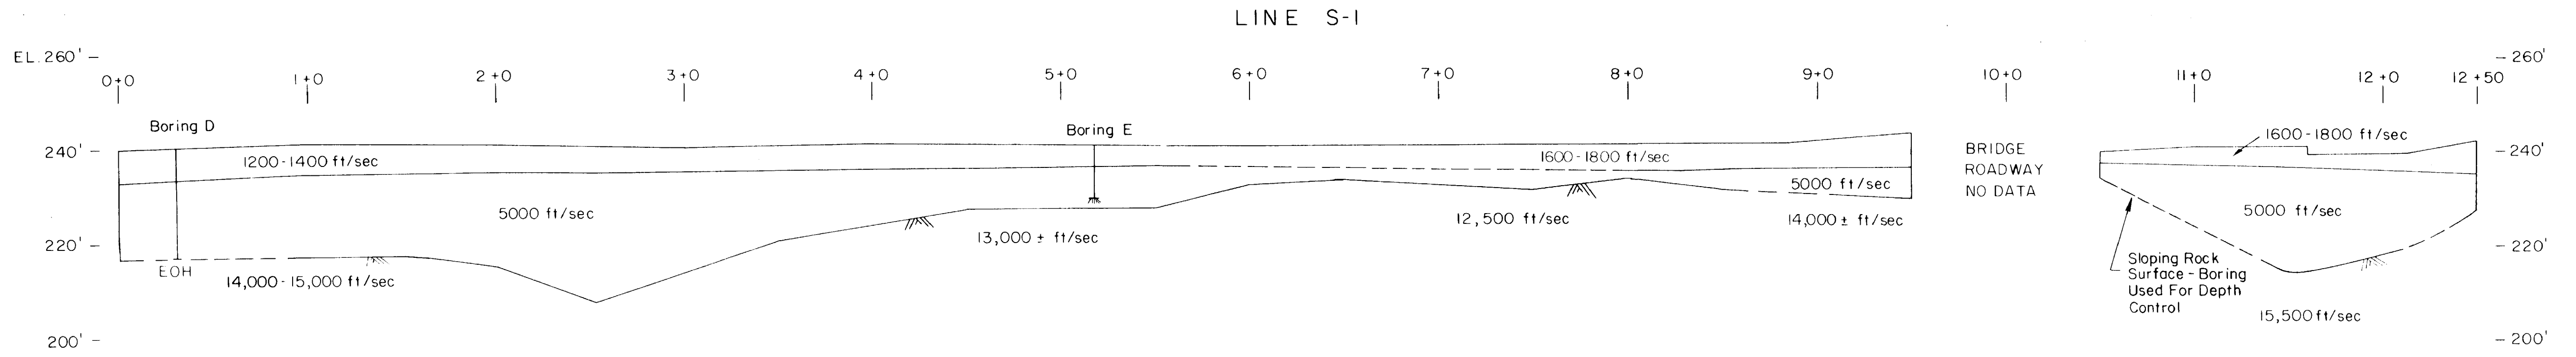 LINE S-1
EL. 260'
260'
0+0
1+0
2+0
3+0
4+0
5+0
6+0
7+0
8+0
9+0
10+0
11+0
12+0
12+50
Boring D
Boring E
1600-1800 ft/sec
240'
1200-1400 ft/sec
1600-1800 ft/sec
BRIDGE
ROADWAY
NO DATA
240'
5000 ft/sec
5000 ft/sec
5000 ft/sec
12,500 ft/sec
14,000 ± ft/sec
13,000 ± ft/sec
220'
220'
EOH
14,000-15,000 ft/sec
Sloping Rock
Surface - Boring
Used For Depth
Control
15,500 ft/sec
200'
200'